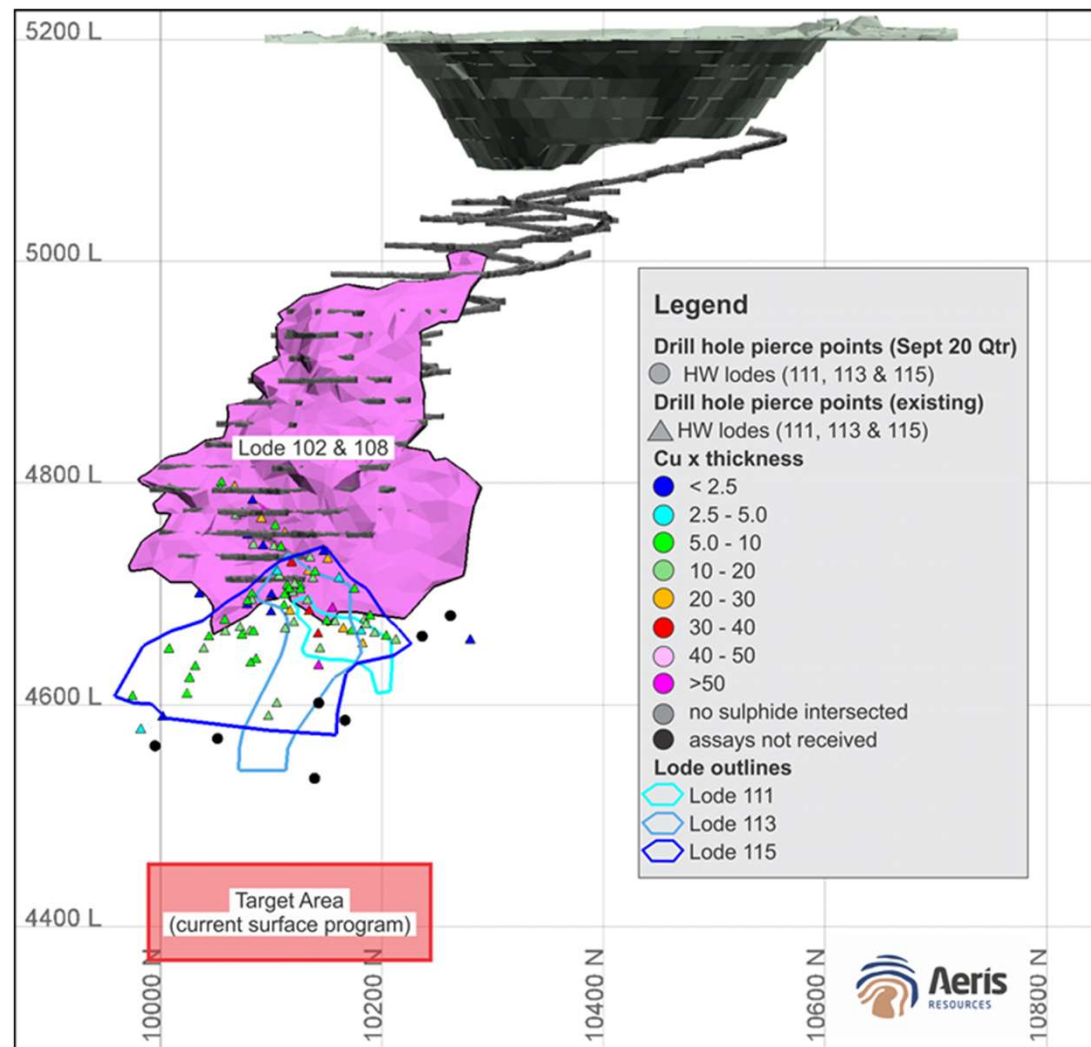 5200 L
5000 L
4800 L
4600 L
4400 L
Lode 102 & 108
Target Area
(current surface program)
Legend
Drill hole pierce points (Sept 20 Qtr)
HW lodes (111, 113 & 115)
Drill hole pierce points (existing)
HW lodes (111, 113 & 115)
Cu x thickness
< 2.5
2.5 - 5.0
5.0 - 10
10 - 20
20 - 30
30 - 40
40 - 50
>50
no sulphide intersected
assays not received
Lode outlines
Lode 111
Lode 113
Lode 115
10000 N
10200 N
10400 N
10600 N
10800 N
Aeris
RESOURCES